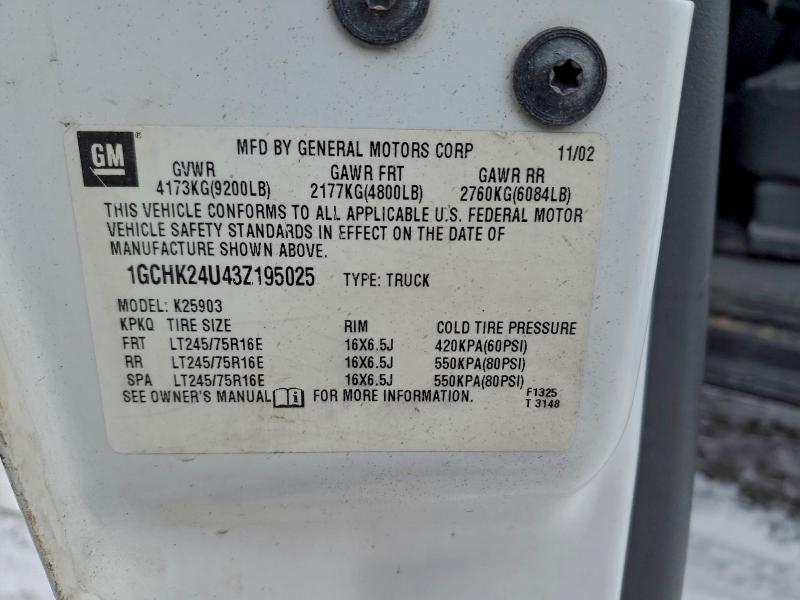 GM ®
MFD BY GENERAL MOTORS CORP 11/02
GVWR GAWR FRT GAWR RR
4173KG(9200LB) 2177KG(4800LB) 2760KG(6084LB)
THIS VEHICLE CONFORMS TO ALL APPLICABLE U.S. FEDERAL MOTOR
VEHICLE SAFETY STANDARDS IN EFFECT ON THE DATE OF
MANUFACTURE SHOWN ABOVE.
1GCHK24U43Z195025 TYPE: TRUCK
MODEL: K25903
KPKQ TIRE SIZE RIM COLD TIRE PRESSURE
FRT LT245/75R16E 16X6.5J 420KPA(60PSI)
RR LT245/75R16E 16X6.5J 550KPA(80PSI)
SPA LT245/75R16E 16X6.5J 550KPA(80PSI)
SEE OWNER'S MANUAL i FOR MORE INFORMATION.
F1325
T 3148